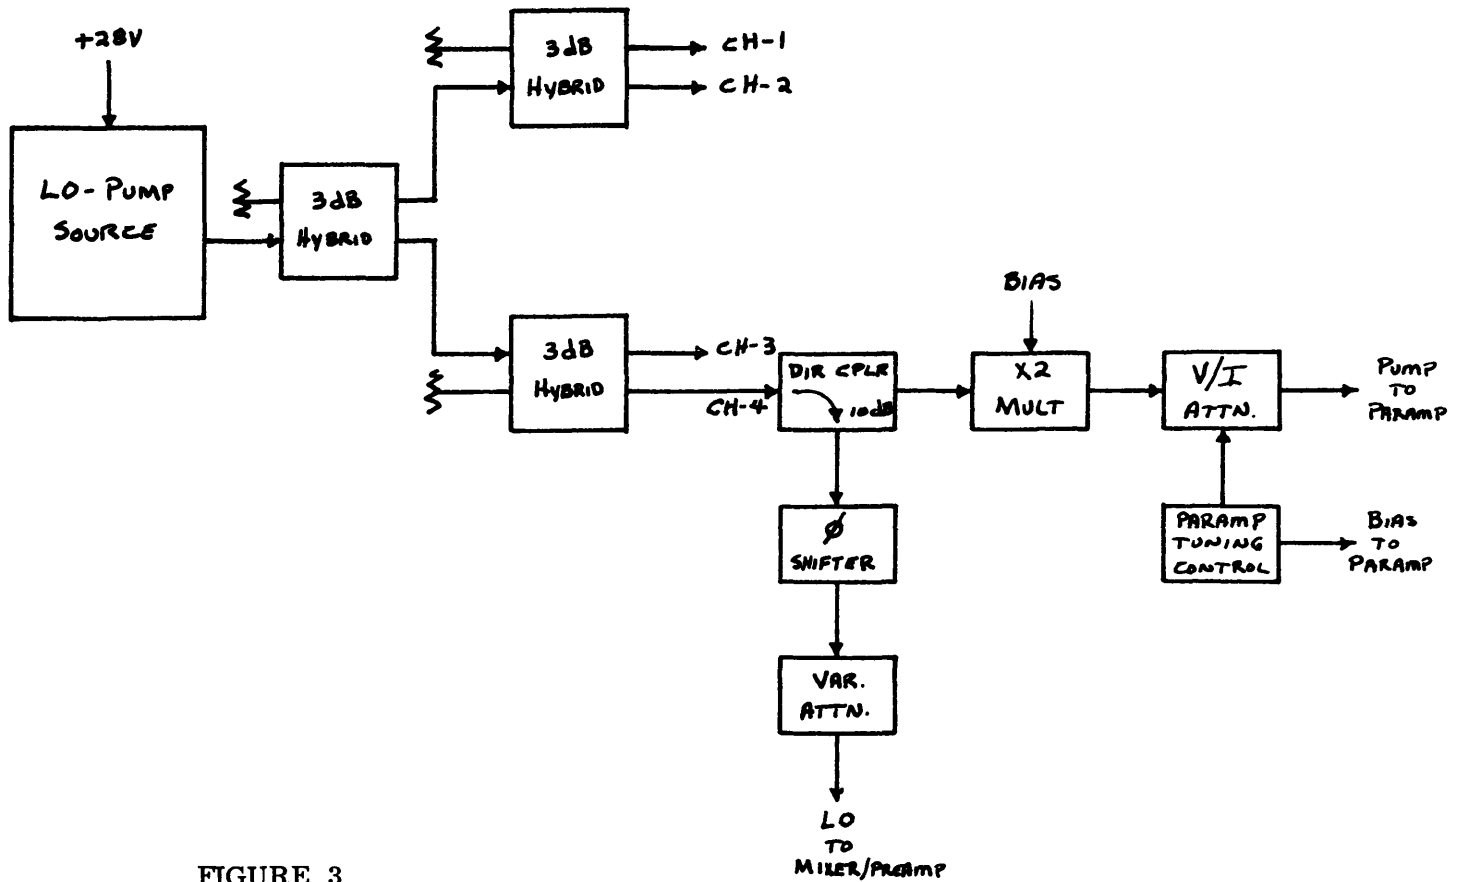 +28V
LO-PUMP
SOURCE
3dB
HYBRID
3dB
HYBRID
CH-1
CH-2
3dB
HYBRID
CH-3
CH-4
DIR CPLR
10dB
BIAS
X2
MULT
V/I
ATTN.
PUMP
TO
PARAMP
PARAMP
TUNING
CONTROL
BIAS
TO
PARAMP
Ø
SHIFTER
VAR.
ATTN.
LO
TO
MIXER/PREAMP
FIGURE 3